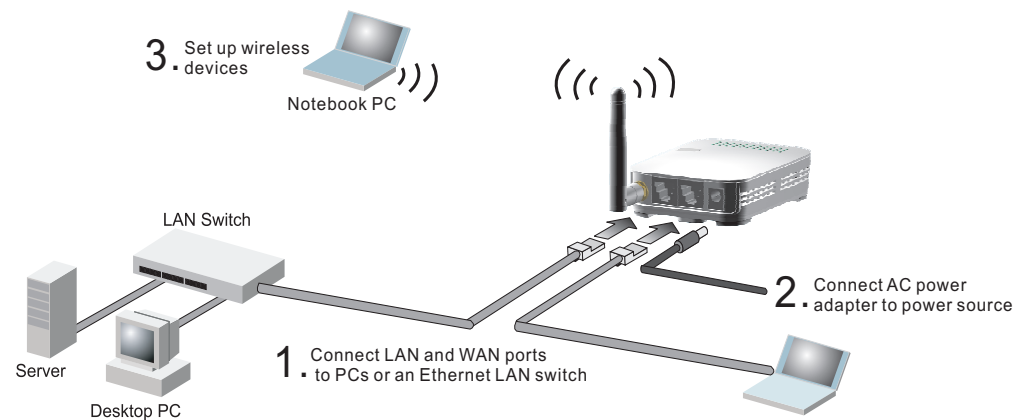 3. Set up wireless
devices
Notebook PC
LAN Switch
2. Connect AC power
adapter to power source
1. Connect LAN and WAN ports
to PCs or an Ethernet LAN switch
Server
Desktop PC